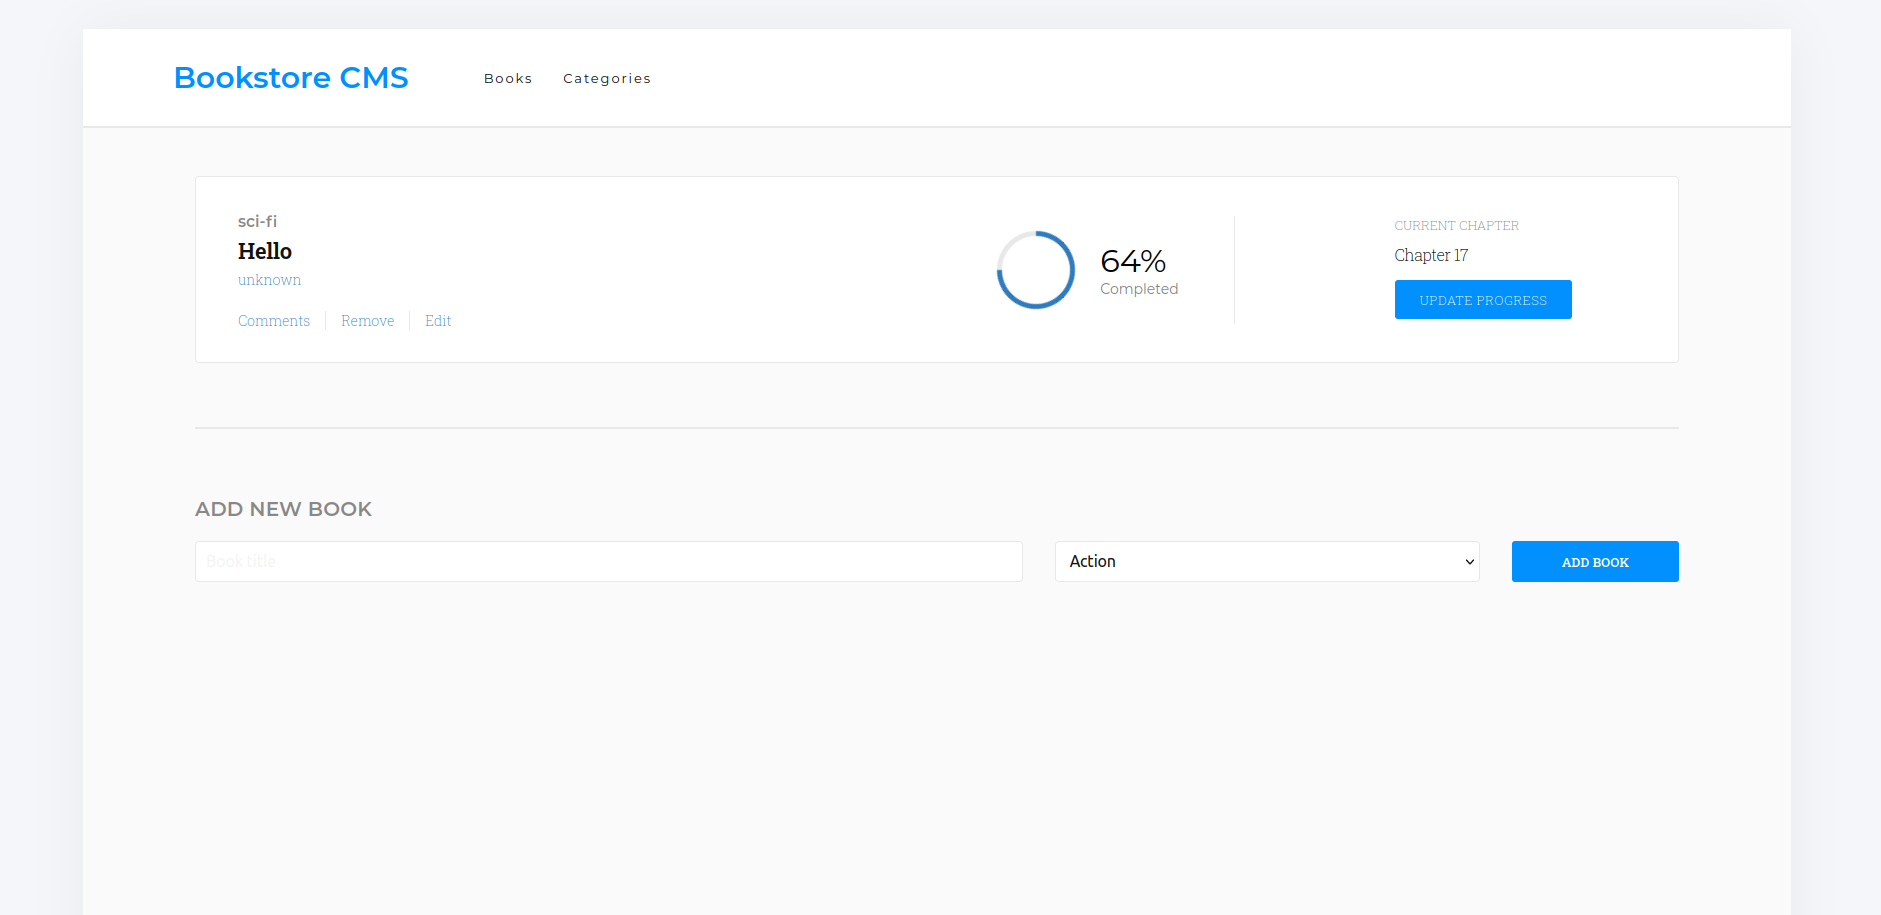 Bookstore CMS
Books
Categories
sci-fi
Hello
unknown
Comments
Remove
Edit
64%
Completed
CURRENT CHAPTER
Chapter 17
UPDATE PROGRESS
ADD NEW BOOK
Book title
Action
ADD BOOK